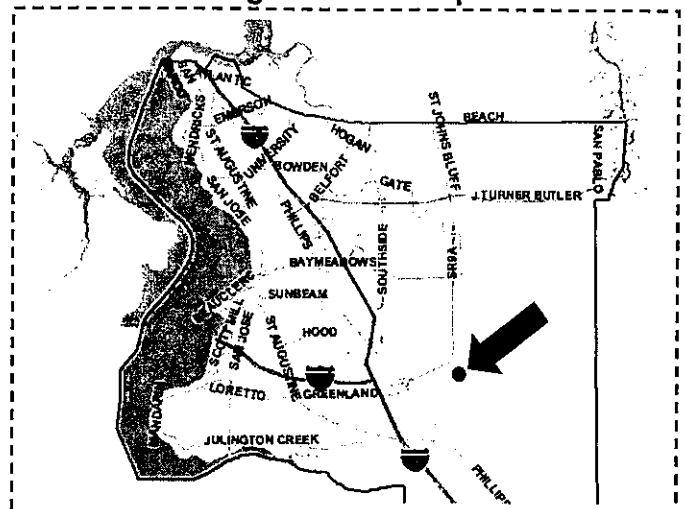 SAN
ATLANTIC
HENDRICKS
EMERSON
ST AUGUSTINE
UNIVERSITY
HOGAN
BOWDEN
BELFORT
GATE
ST JOHNS BLUFF
BEACH
SAN PABLO
J.TURNER BUTLER
SAN JOSE
PHILLIPS
SOUTHSIDE
SR9A
BAYMEADOWS
SUNBEAM
SCOTT MILL
SAN JOSE
ST AUGUSTINE
HOOD
LORETTO
GREENLAND
MANDARIN
JULINGTON CREEK
PHILLIPS